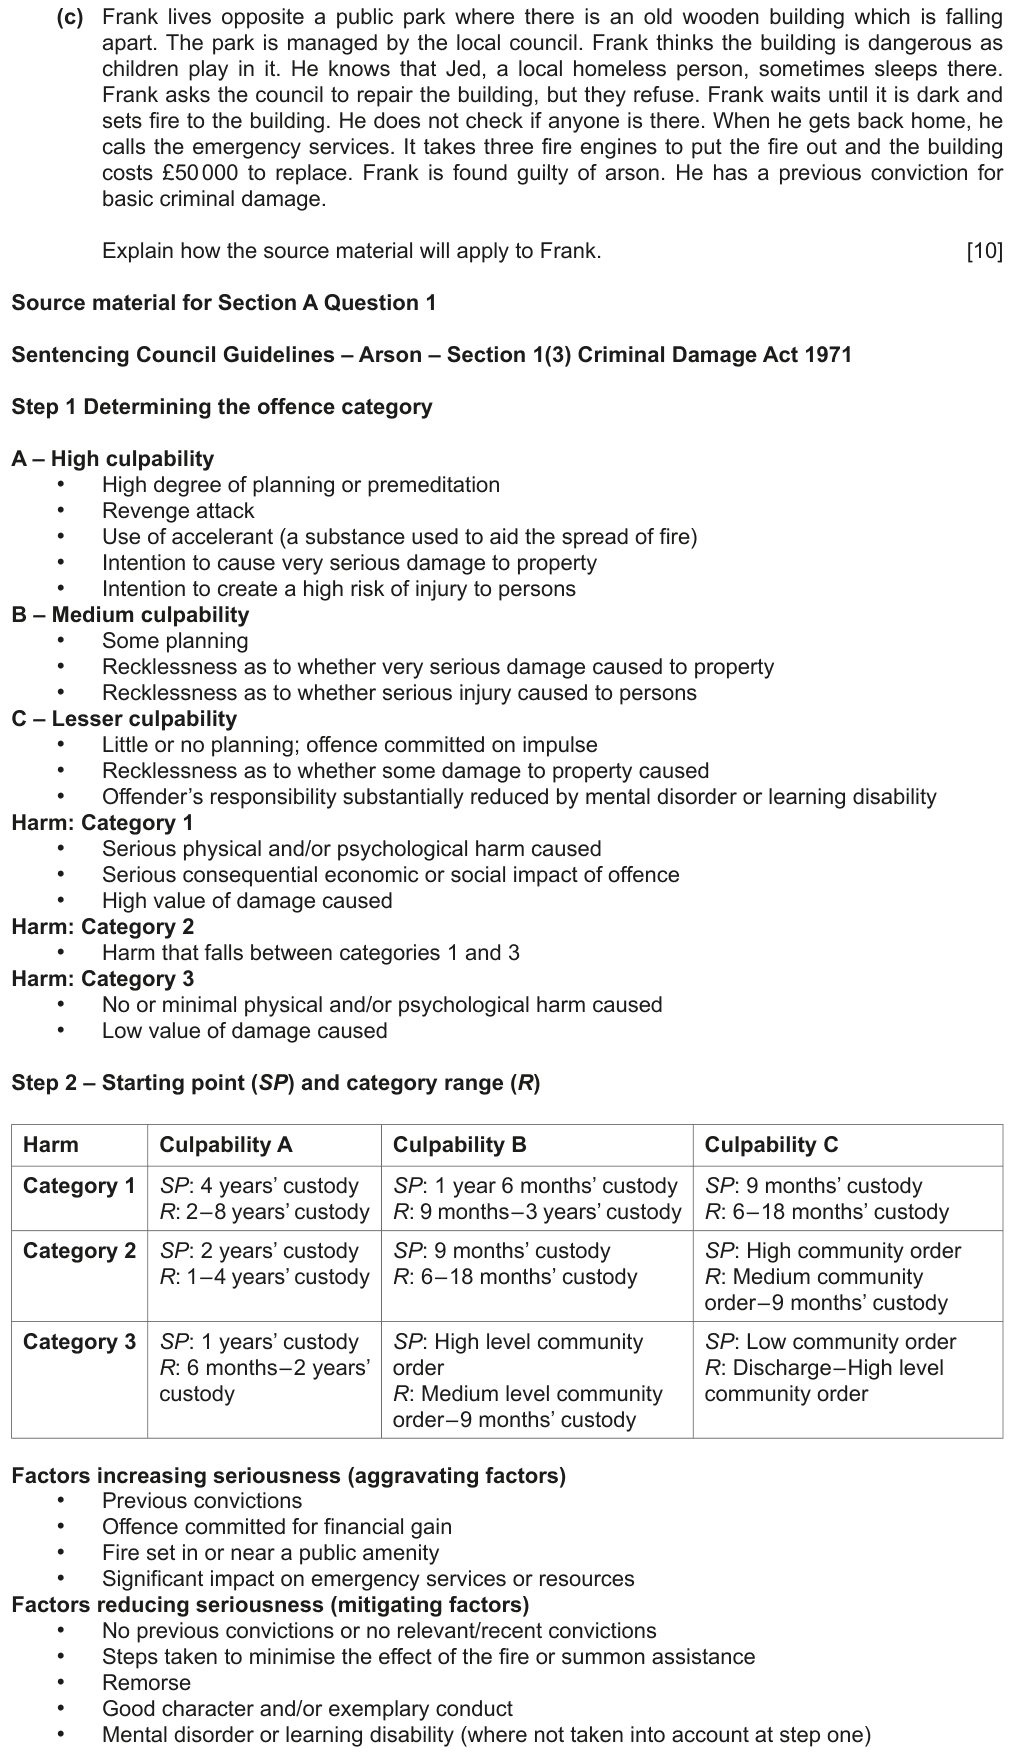 (c) Frank lives opposite a public park where there is an old wooden building which is falling
apart. The park is managed by the local council. Frank thinks the building is dangerous as
children play in it. He knows that Jed, a local homeless person, sometimes sleeps there.
Frank asks the council to repair the building, but they refuse. Frank waits until it is dark and
sets fire to the building. He does not check if anyone is there. When he gets back home, he
calls the emergency services. It takes three fire engines to put the fire out and the building
costs £50 000 to replace. Frank is found guilty of arson. He has a previous conviction for
basic criminal damage.
Explain how the source material will apply to Frank. [10]
Source material for Section A Question 1
Sentencing Council Guidelines – Arson – Section 1(3) Criminal Damage Act 1971
Step 1 Determining the offence category
A – High culpability
• High degree of planning or premeditation
• Revenge attack
• Use of accelerant (a substance used to aid the spread of fire)
• Intention to cause very serious damage to property
• Intention to create a high risk of injury to persons
B – Medium culpability
• Some planning
• Recklessness as to whether very serious damage caused to property
• Recklessness as to whether serious injury caused to persons
C – Lesser culpability
• Little or no planning; offence committed on impulse
• Recklessness as to whether some damage to property caused
• Offender's responsibility substantially reduced by mental disorder or learning disability
Harm: Category 1
• Serious physical and/or psychological harm caused
• Serious consequential economic or social impact of offence
• High value of damage caused
Harm: Category 2
• Harm that falls between categories 1 and 3
Harm: Category 3
• No or minimal physical and/or psychological harm caused
• Low value of damage caused
Step 2 – Starting point (SP) and category range (R)
Harm Culpability A Culpability B Culpability C
Category 1 SP: 4 years' custody SP: 1 year 6 months' custody SP: 9 months' custody
R: 2–8 years' custody R: 9 months–3 years' custody R: 6–18 months' custody
Category 2 SP: 2 years' custody SP: 9 months' custody SP: High community order
R: 1–4 years' custody R: 6–18 months' custody R: Medium community
order–9 months' custody
Category 3 SP: 1 years' custody SP: High level community SP: Low community order
R: 6 months–2 years' order R: Discharge–High level
custody R: Medium level community community order
order–9 months' custody
Factors increasing seriousness (aggravating factors)
• Previous convictions
• Offence committed for financial gain
• Fire set in or near a public amenity
• Significant impact on emergency services or resources
Factors reducing seriousness (mitigating factors)
• No previous convictions or no relevant/recent convictions
• Steps taken to minimise the effect of the fire or summon assistance
• Remorse
• Good character and/or exemplary conduct
• Mental disorder or learning disability (where not taken into account at step one)